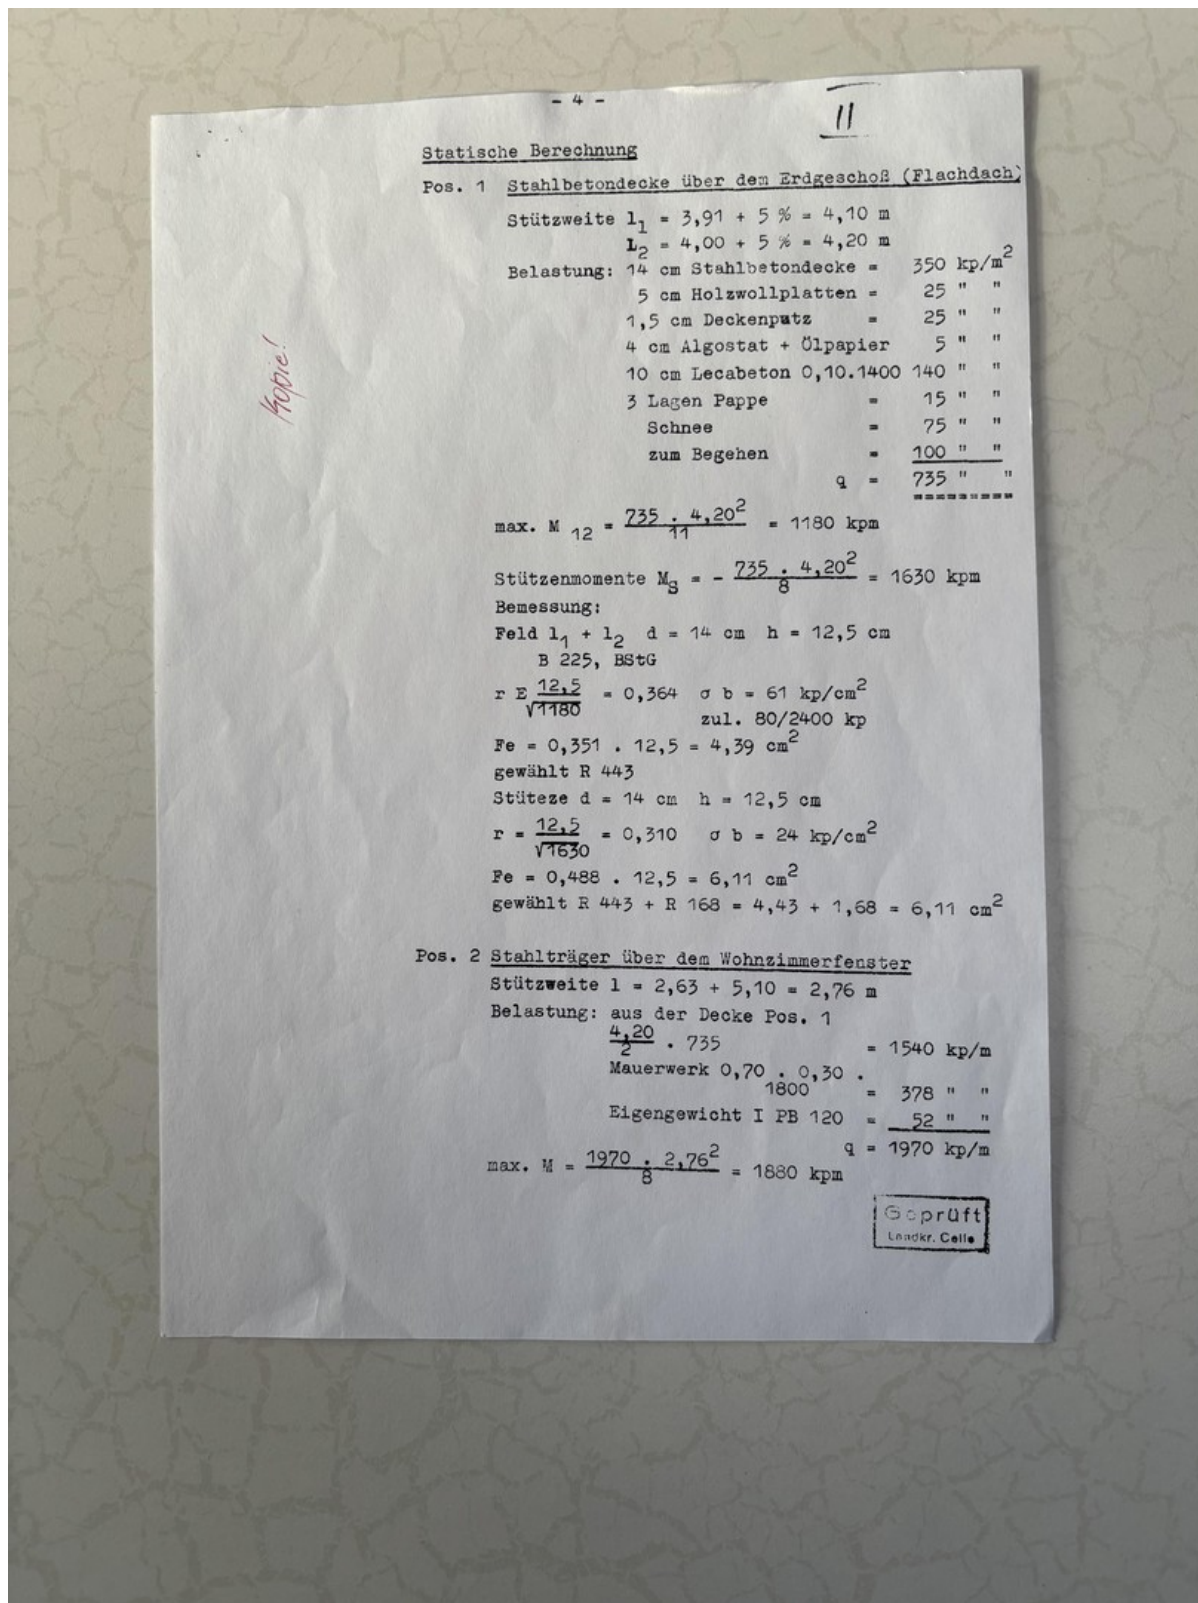 - 4 -
II
Statische Berechnung
Pos. 1 Stahlbetondecke über dem Erdgeschoß (Flachdach)
Stützweite l₁ = 3,91 + 5 % = 4,10 m
L₂ = 4,00 + 5 % = 4,20 m
Belastung: 14 cm Stahlbetondecke = 350 kp/m²
5 cm Holzwollplatten = 25 " "
1,5 cm Deckenputz = 25 " "
4 cm Algostat + Ölpapier 5 " "
10 cm Lecabeton 0,10.1400 140 " "
3 Lagen Pappe = 15 " "
Schnee = 75 " "
zum Begehen = 100 " "
q = 735 " "
=========
max. M 12 = 735 . 4,20² / 11 = 1180 kpm
Stützenmomente M_S = - 735 . 4,20² / 8 = 1630 kpm
Bemessung:
Feld l₁ + l₂ d = 14 cm h = 12,5 cm
B 225, BStG
r E 12,5 / √1180 = 0,364 σ b = 61 kp/cm²
zul. 80/2400 kp
Fe = 0,351 . 12,5 = 4,39 cm²
gewählt R 443
Stüteze d = 14 cm h = 12,5 cm
r = 12,5 / √1630 = 0,310 σ b = 24 kp/cm²
Fe = 0,488 . 12,5 = 6,11 cm²
gewählt R 443 + R 168 = 4,43 + 1,68 = 6,11 cm²
Pos. 2 Stahlträger über dem Wohnzimmerfenster
Stützweite l = 2,63 + 5,10 = 2,76 m
Belastung: aus der Decke Pos. 1
4,20 / 2 . 735 = 1540 kp/m
Mauerwerk 0,70 . 0,30 .
1800 = 378 " "
Eigengewicht I PB 120 = 52 " "
q = 1970 kp/m
max. M = 1970 . 2,76² / 8 = 1880 kpm
Geprüft
Landkr. Celle
Kopie!